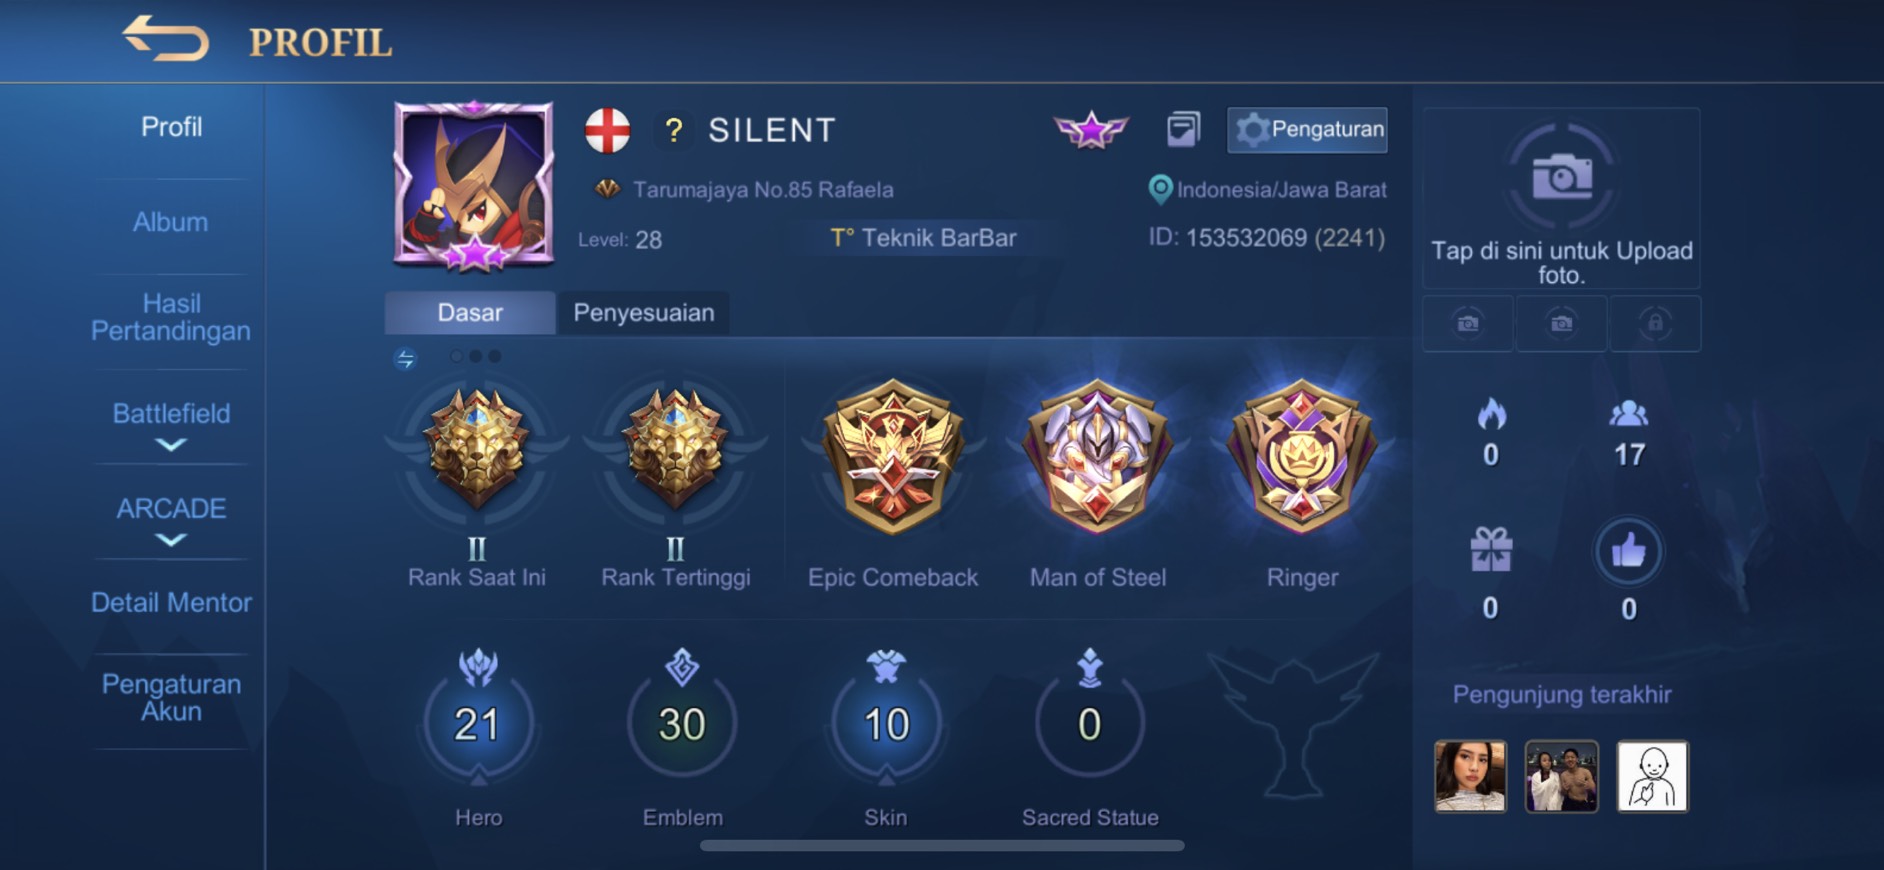 PROFIL
Profil
Album
Hasil
Pertandingan
Battlefield
ARCADE
Detail Mentor
Pengaturan
Akun
? SILENT
Pengaturan
Tarumajaya No.85 Rafaela
Indonesia/Jawa Barat
Level: 28
T° Teknik BarBar
ID: 153532069 (2241)
Dasar
Penyesuaian
II
Rank Saat Ini
II
Rank Tertinggi
Epic Comeback
Man of Steel
Ringer
21
Hero
30
Emblem
10
Skin
0
Sacred Statue
Tap di sini untuk Upload
foto.
0
17
0
0
Pengunjung terakhir